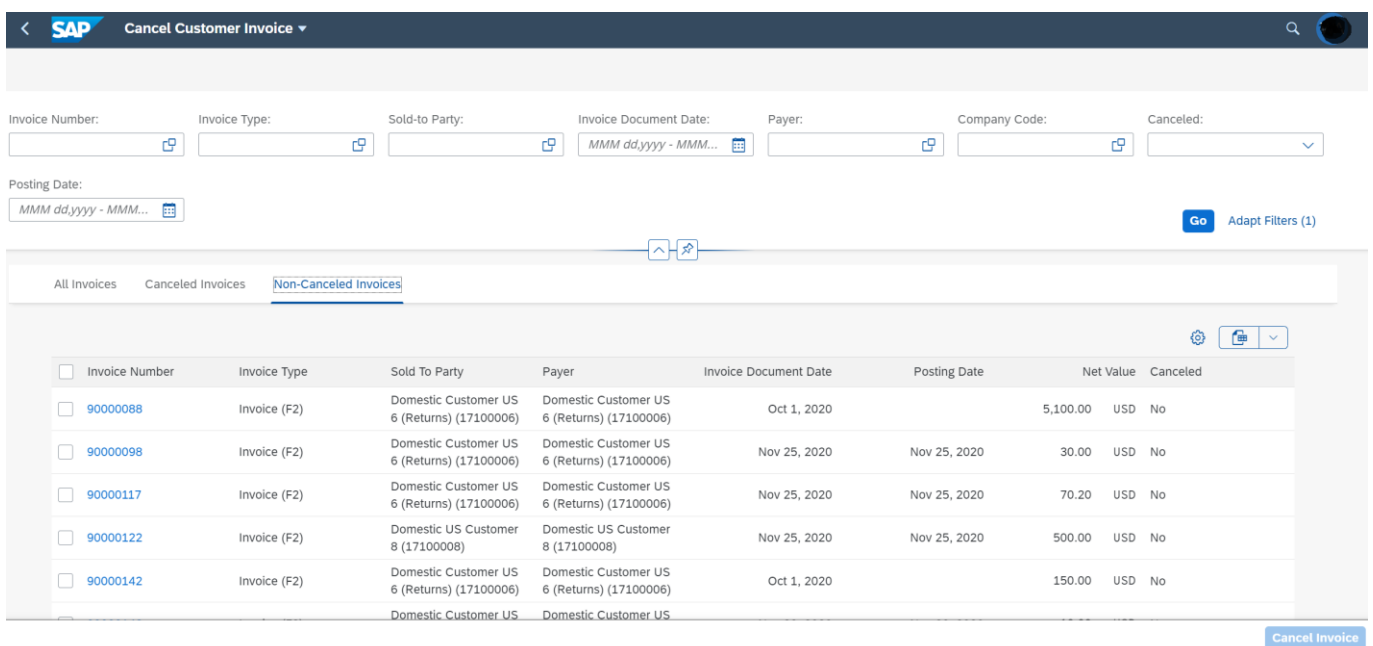 SAP Cancel Customer Invoice
Invoice Number: Invoice Type: Sold-to Party: Invoice Document Date: Payer: Company Code: Canceled:
MMM dd,yyyy - MMM...
Posting Date:
MMM dd,yyyy - MMM...
Go Adapt Filters (1)
All Invoices Canceled Invoices Non-Canceled Invoices
Invoice Number Invoice Type Sold To Party Payer Invoice Document Date Posting Date Net Value Canceled
Domestic Customer US Domestic Customer US
90000088 Invoice (F2) Oct 1, 2020 5,100.00 USD No
6 (Returns) (17100006) 6 (Returns) (17100006)
Domestic Customer US Domestic Customer US
90000098 Invoice (F2) Nov 25, 2020 Nov 25, 2020 30.00 USD No
6 (Returns) (17100006) 6 (Returns) (17100006)
Domestic Customer US Domestic Customer US
90000117 Invoice (F2) Nov 25, 2020 Nov 25, 2020 70.20 USD No
6 (Returns) (17100006) 6 (Returns) (17100006)
Domestic US Customer Domestic US Customer
90000122 Invoice (F2) Nov 25, 2020 Nov 25, 2020 500.00 USD No
8 (17100008) 8 (17100008)
Domestic Customer US Domestic Customer US
90000142 Invoice (F2) Oct 1, 2020 150.00 USD No
6 (Returns) (17100006) 6 (Returns) (17100006)
Domestic Customer US Domestic Customer US
Cancel Invoice